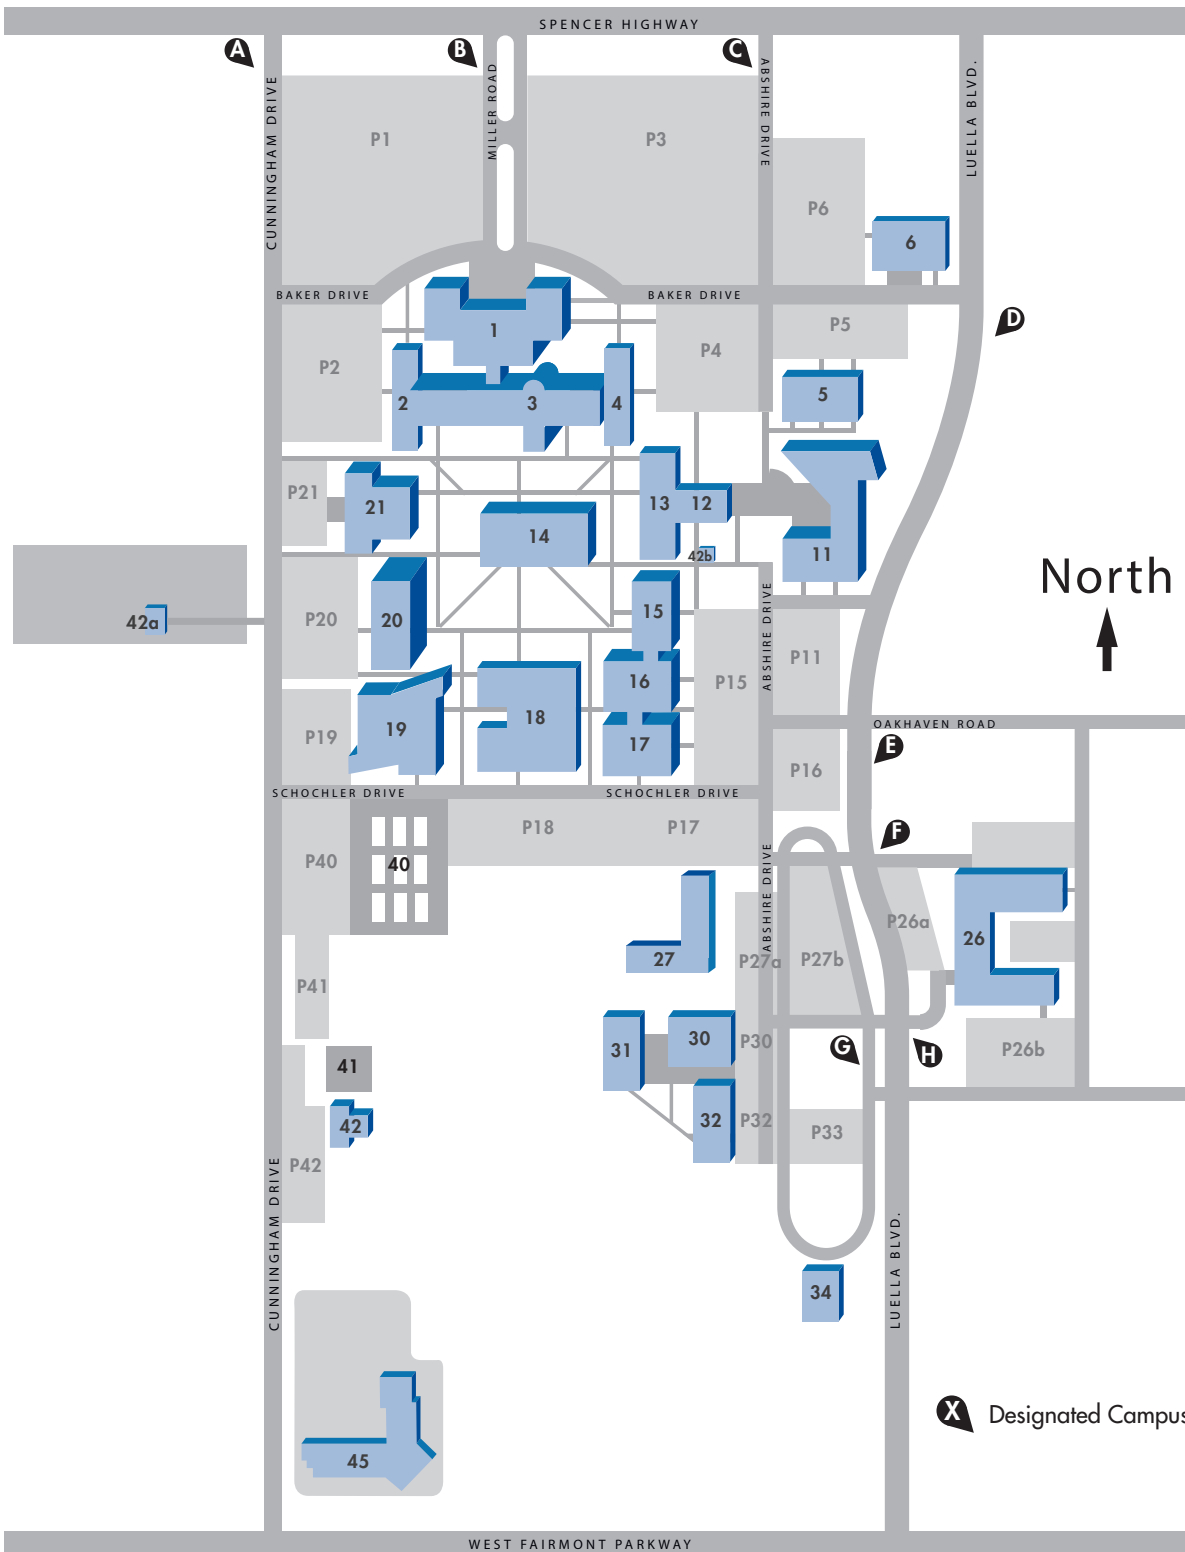 SPENCER HIGHWAY
A
B
C
CUNNINGHAM DRIVE
MILLER ROAD
ABSHIRE DRIVE
LUELLA BLVD.
P1
P3
P6
6
BAKER DRIVE
BAKER DRIVE
D
1
P5
P2
P4
2
3
4
5
P21
21
13
12
14
42b
11
North
42a
P20
20
15
ABSHIRE DRIVE
P11
16
P15
P19
19
18
17
OAKHAVEN ROAD
E
P16
SCHOCHLER DRIVE
SCHOCHLER DRIVE
P18
P17
F
P40
40
ABSHIRE DRIVE
P26a
26
27
P27a
P27b
P41
31
30
P30
G
H
P26b
41
42
32
P32
P33
P42
CUNNINGHAM DRIVE
LUELLA BLVD.
34
X Designated Campus
45
WEST FAIRMONT PARKWAY